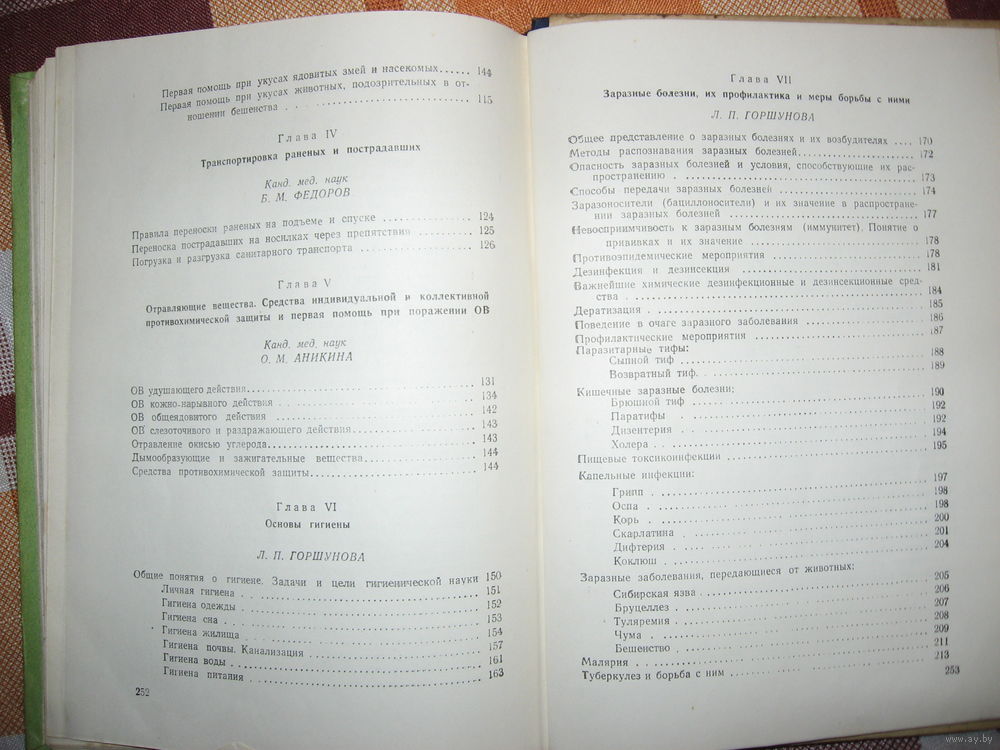 Первая помощь при укусах ядовитых змей и насекомых...... 144
Первая помощь при укусах животных, подозрительных в от-
ношении бешенства . . . . . . . . . . 115
Глава IV
Транспортировка раненых и пострадавших
Канд. мед. наук
Б. М. ФЕДОРОВ
Правила переноски раненых на подъеме и спуске . . . . . . . . 124
Переноска пострадавших на носилках через препятствия . . . . . . 125
Погрузка и разгрузка санитарного транспорта . . . . . . . . 126
Глава V
Отравляющие вещества. Средства индивидуальной и коллективной
противохимической защиты и первая помощь при поражении ОВ
Канд. мед. наук
О. М. АНИКИНА
ОВ удушающего действия . . . . . . . . 131
ОВ кожно-нарывного действия . . . . . . . . 134
ОВ общеядовитого действия . . . . . . . . 142
ОВ слезоточивого и раздражающего действия . . . . . . . . 143
Отравление окисью углерода . . . . . . . . 143
Дымообразующие и зажигательные вещества . . . . . . . . 144
Средства противохимической защиты . . . . . . . . 144
Глава VI
Основы гигиены
Л. П. ГОРШУНОВА
Общие понятия о гигиене. Задачи и цели гигиенической науки 150
Личная гигиена . . . . . . . . 151
Гигиена одежды . . . . . . . . 152
Гигиена сна . . . . . . . . 153
Гигиена жилища . . . . . . . . 154
Гигиена почвы. Канализация . . . . . . . . 157
Гигиена воды . . . . . . . . 161
Гигиена питания . . . . . . . . 163
252
Глава VII
Заразные болезни, их профилактика и меры борьбы с ними
Л. П. ГОРШУНОВА
Общее представление о заразных болезнях и их возбудителях .... 170
Методы распознавания заразных болезней . . . . . . . . 172
Опасность заразных болезней и условия, способствующие их рас-
пространению . . . . . . . . 173
Способы передачи заразных болезней . . . . . . . . 174
Заразоносители (бациллоносители) и их значение в распростране-
нии заразных болезней . . . . . . . . 177
Невосприимчивость к заразным болезням (иммунитет). Понятие о
прививках и их значение . . . . . . . . 178
Противоэпидемические мероприятия . . . . . . . . 178
Дезинфекция и дезинсекция . . . . . . . . 181
Важнейшие химические дезинфекционные и дезинсекционные сред-
ства . . . . . . . . 184
Дератизация . . . . . . . . 185
Поведение в очаге заразного заболевания . . . . . . . . 186
Профилактические мероприятия . . . . . . . . 187
Паразитарные тифы:
Сыпной тиф . . . . . . . . 188
Возвратный тиф. . . . . . . . . 189
Кишечные заразные болезни:
Брюшной тиф . . . . . . . . 190
Паратифы . . . . . . . . 192
Дизентерия . . . . . . . . 192
Холера . . . . . . . . 194
Пищевые токсикоинфекции . . . . . . . . 195
Капельные инфекции:
Грипп . . . . . . . . 197
Оспа . . . . . . . . 198
Корь . . . . . . . . 198
Скарлатина . . . . . . . . 200
Дифтерия . . . . . . . . 201
Коклюш . . . . . . . . 204
Заразные заболевания, передающиеся от животных:
Сибирская язва . . . . . . . . 205
Бруцеллез . . . . . . . . 206
Туляремия . . . . . . . . 207
Чума . . . . . . . . 208
Бешенство . . . . . . . . 209
Малярия . . . . . . . . 211
Туберкулез и борьба с ним . . . . . . . . 213
253
www.ay.by